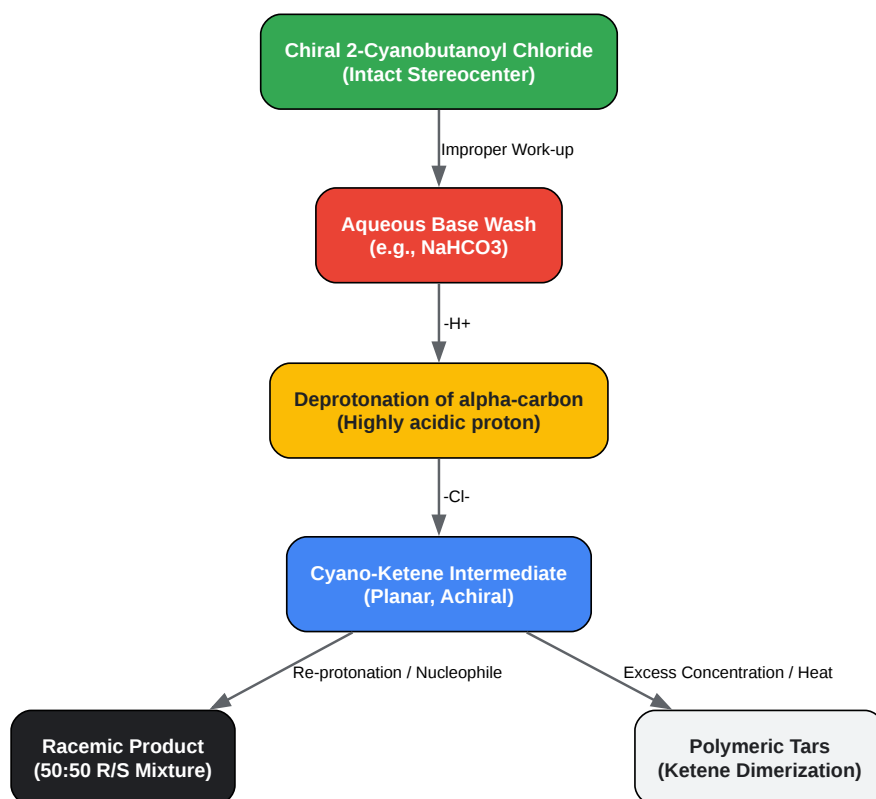 Chiral 2-Cyanobutanoyl Chloride
(Intact Stereocenter)
Improper Work-up
Aqueous Base Wash
(e.g., NaHCO3)
-H+
Deprotonation of alpha-carbon
(Highly acidic proton)
-Cl-
Cyano-Ketene Intermediate
(Planar, Achiral)
Re-protonation / Nucleophile
Excess Concentration / Heat
Racemic Product
(50:50 R/S Mixture)
Polymeric Tars
(Ketene Dimerization)